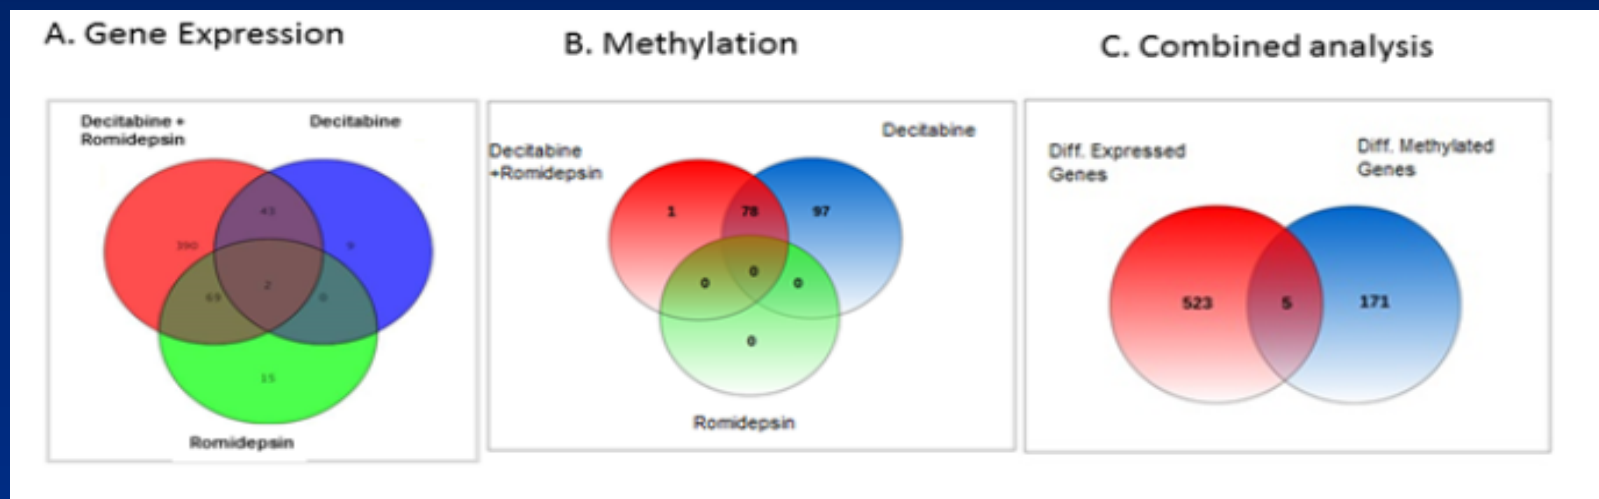 A. Gene Expression
Decitabine +
Romidepsin
Decitabine
43
390
9
2
69
0
15
Romidepsin
B. Methylation
Decitabine
Decitabine
+Romidepsin
1
78
97
0
0
0
0
Romidepsin
C. Combined analysis
Diff. Expressed
Genes
Diff. Methylated
Genes
523
5
171